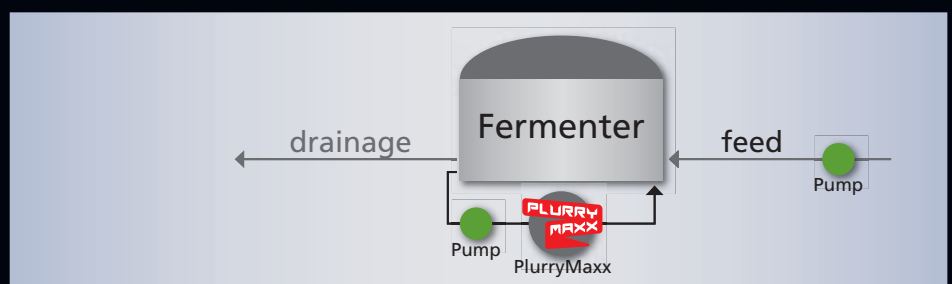 Fermenter
drainage
feed
Pump
PLURRY
MAXX
Pump
PlurryMaxx